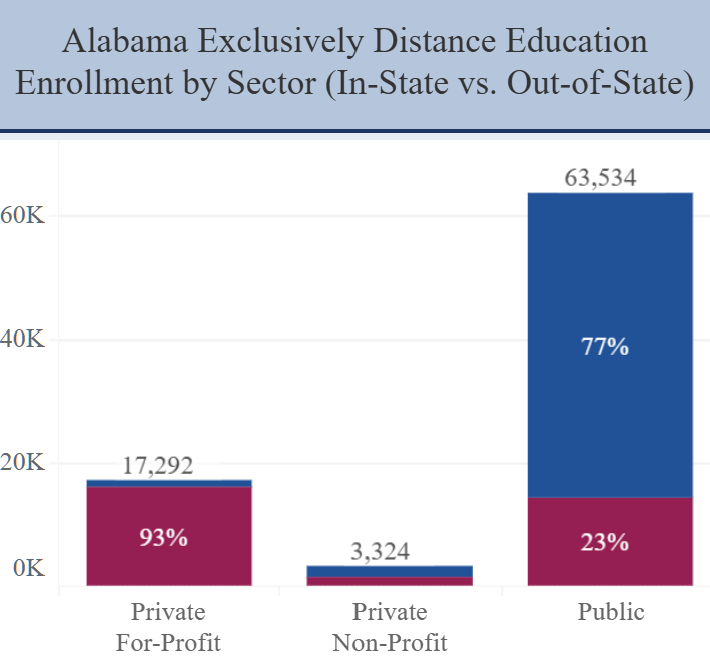 Alabama Exclusively Distance Education
Enrollment by Sector (In-State vs. Out-of-State)
63,534
60K
77%
40K
17,292
20K
93%
3,324
23%
0K
Private
For-Profit
Private
Non-Profit
Public